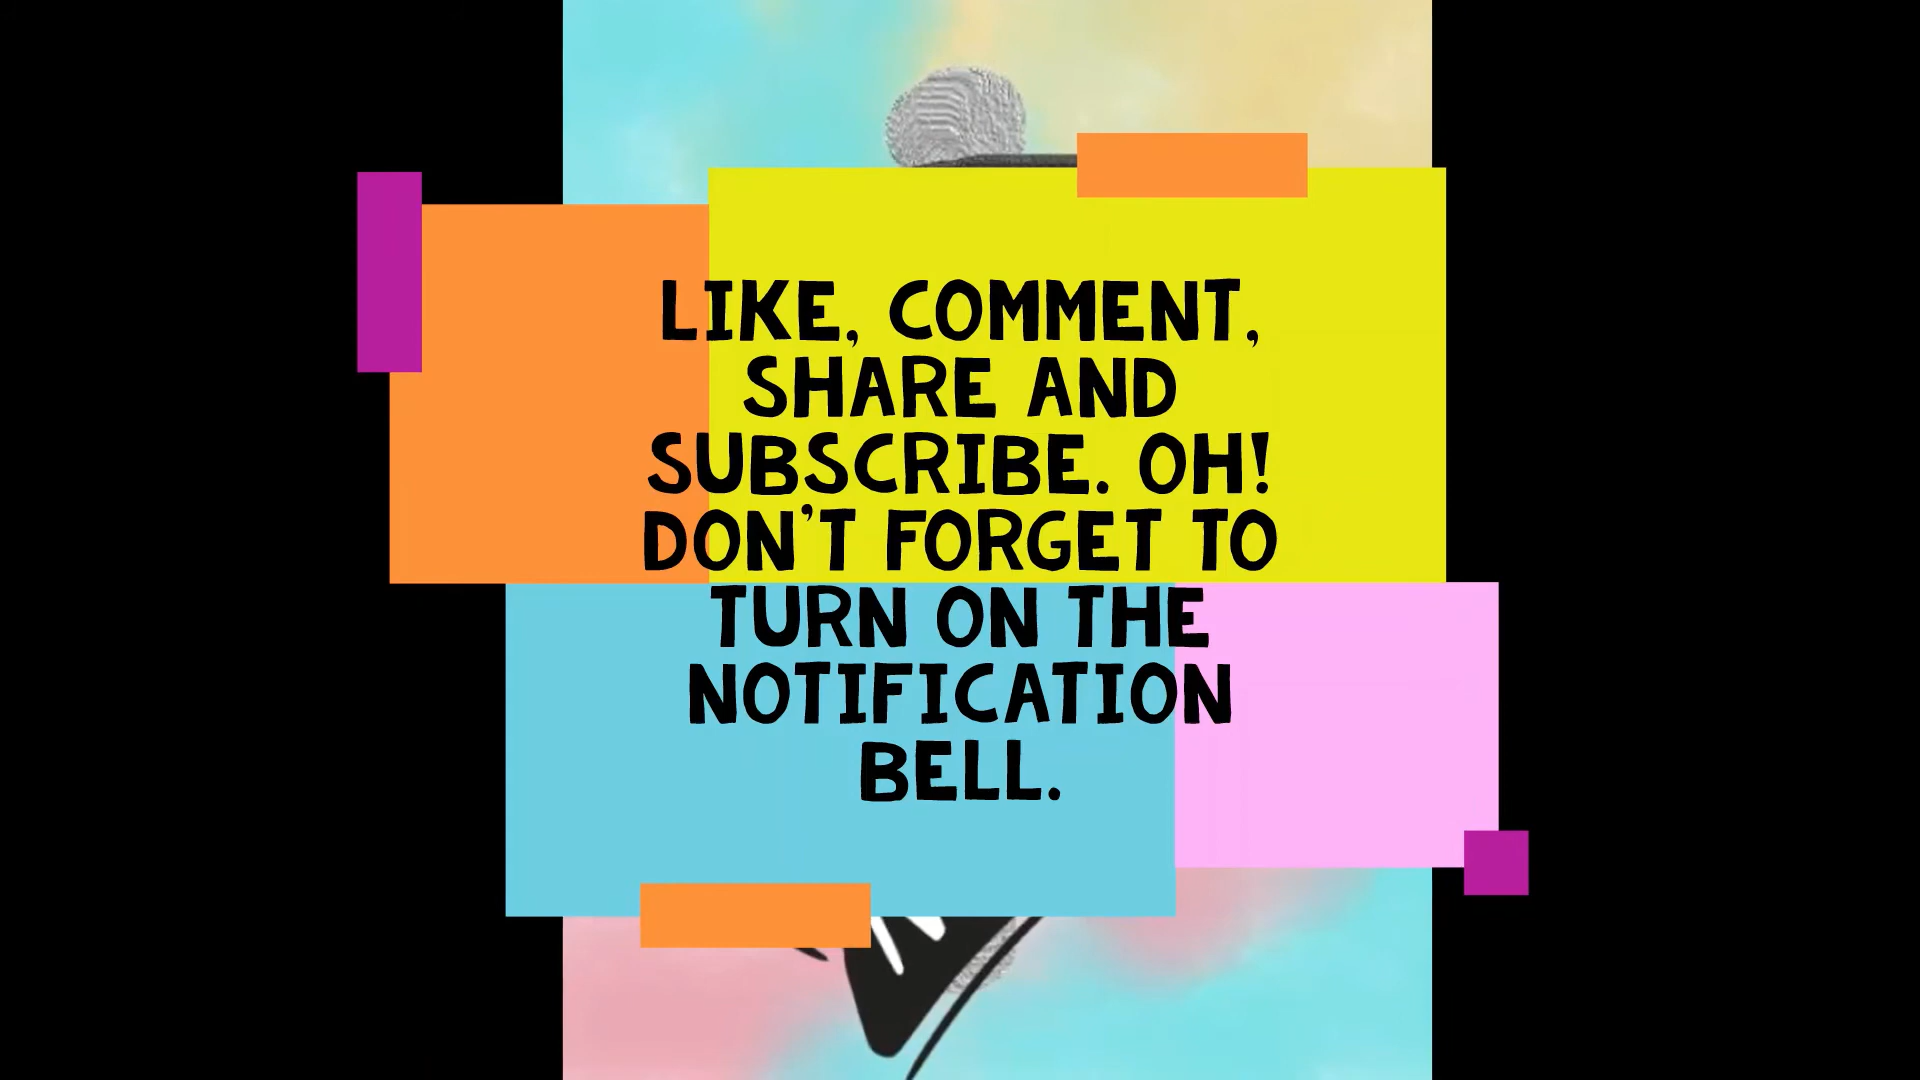 LIKE, COMMENT,
SHARE AND
SUBSCRIBE. OH!
DON'T FORGET TO
TURN ON THE
NOTIFICATION
BELL.